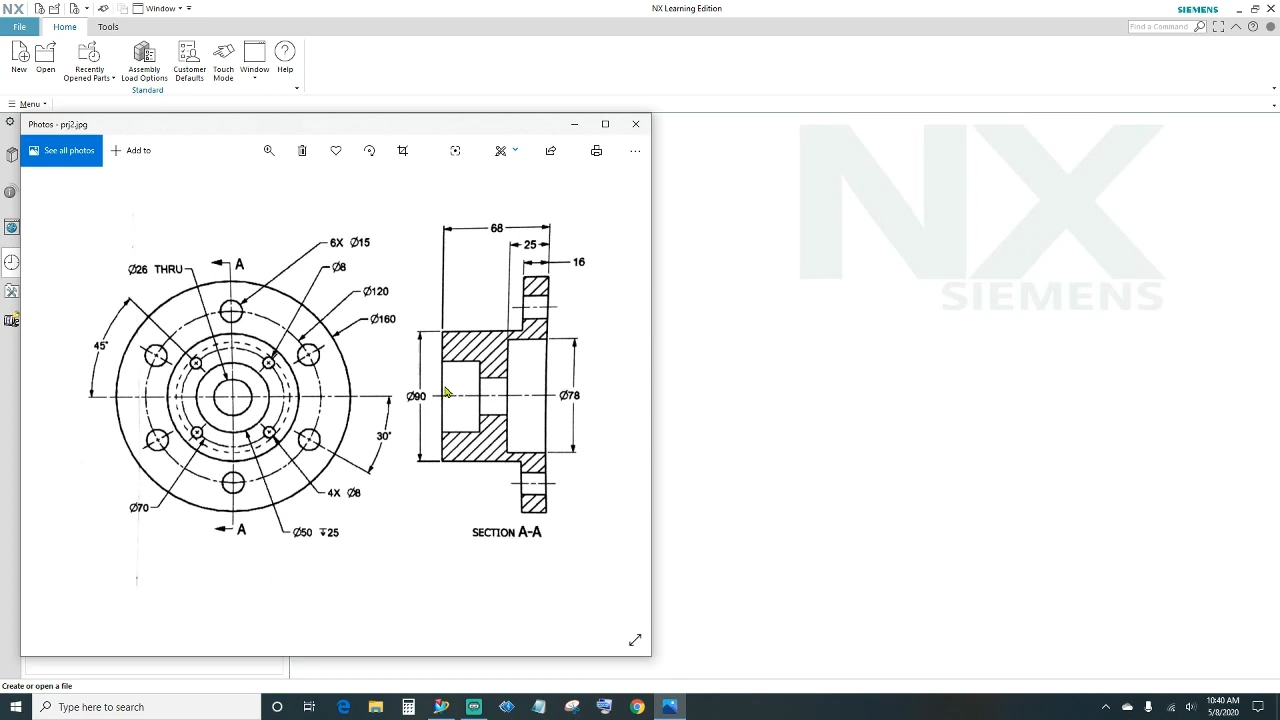 NX
Window
NX Learning Edition
SIEMENS
File
Home
Tools
Find a Command
New
Open
Recently
Opened Parts
Assembly
Load Options
Customer
Defaults
Touch
Mode
Window
Help
Standard
Menu
Photos - prj2.jpg
See all photos
Add to
NX
SIEMENS
68
25
16
6X Ø15
A
Ø26 THRU
Ø8
Ø120
Ø160
45°
Ø90
Ø78
30°
4X Ø8
Ø70
A
Ø50 ↧25
SECTION A-A
Create or open a file
Type here to search
10:40 AM
5/8/2020